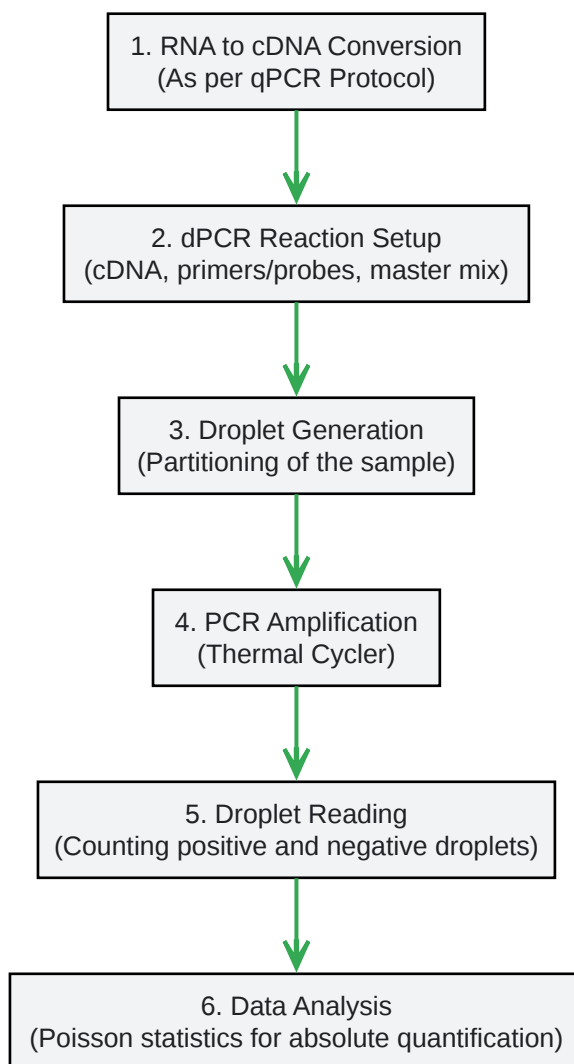 1. RNA to cDNA Conversion
(As per qPCR Protocol)
2. dPCR Reaction Setup
(cDNA, primers/probes, master mix)
3. Droplet Generation
(Partitioning of the sample)
4. PCR Amplification
(Thermal Cycler)
5. Droplet Reading
(Counting positive and negative droplets)
6. Data Analysis
(Poisson statistics for absolute quantification)